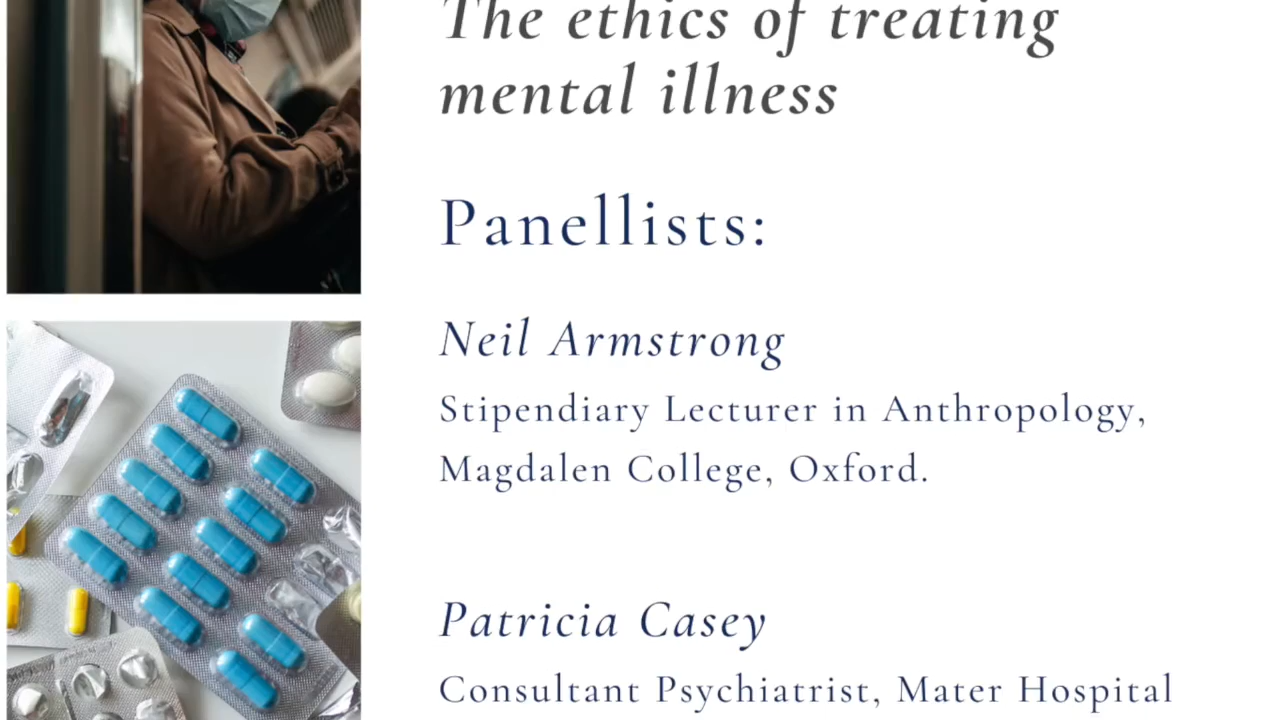 The ethics of treating
mental illness
Panellists:
Neil Armstrong
Stipendiary Lecturer in Anthropology,
Magdalen College, Oxford.
Patricia Casey
Consultant Psychiatrist, Mater Hospital